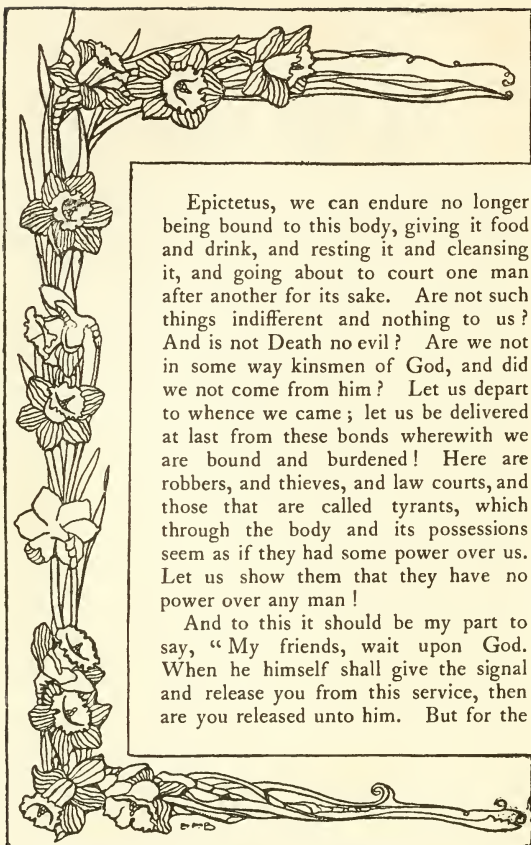 Epictetus, we can endure no longer
being bound to this body, giving it food
and drink, and resting it and cleansing
it, and going about to court one man
after another for its sake. Are not such
things indifferent and nothing to us?
And is not Death no evil? Are we not
in some way kinsmen of God, and did
we not come from him? Let us depart
to whence we came; let us be delivered
at last from these bonds wherewith we
are bound and burdened! Here are
robbers, and thieves, and law courts, and
those that are called tyrants, which
through the body and its possessions
seem as if they had some power over us.
Let us show them that they have no
power over any man!
And to this it should be my part to
say, “ My friends, wait upon God.
When he himself shall give the signal
and release you from this service, then
are you released unto him. But for the